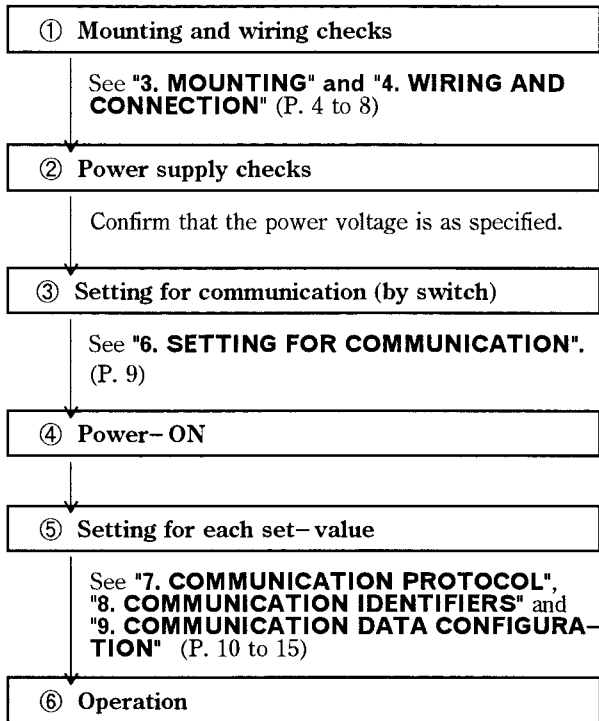 ① Mounting and wiring checks
See "3. MOUNTING" and "4. WIRING AND
CONNECTION" (P. 4 to 8)
② Power supply checks
Confirm that the power voltage is as specified.
③ Setting for communication (by switch)
See "6. SETTING FOR COMMUNICATION".
(P. 9)
④ Power-ON
⑤ Setting for each set-value
See "7. COMMUNICATION PROTOCOL",
"8. COMMUNICATION IDENTIFIERS" and
"9. COMMUNICATION DATA CONFIGURA-
TION" (P. 10 to 15)
⑥ Operation